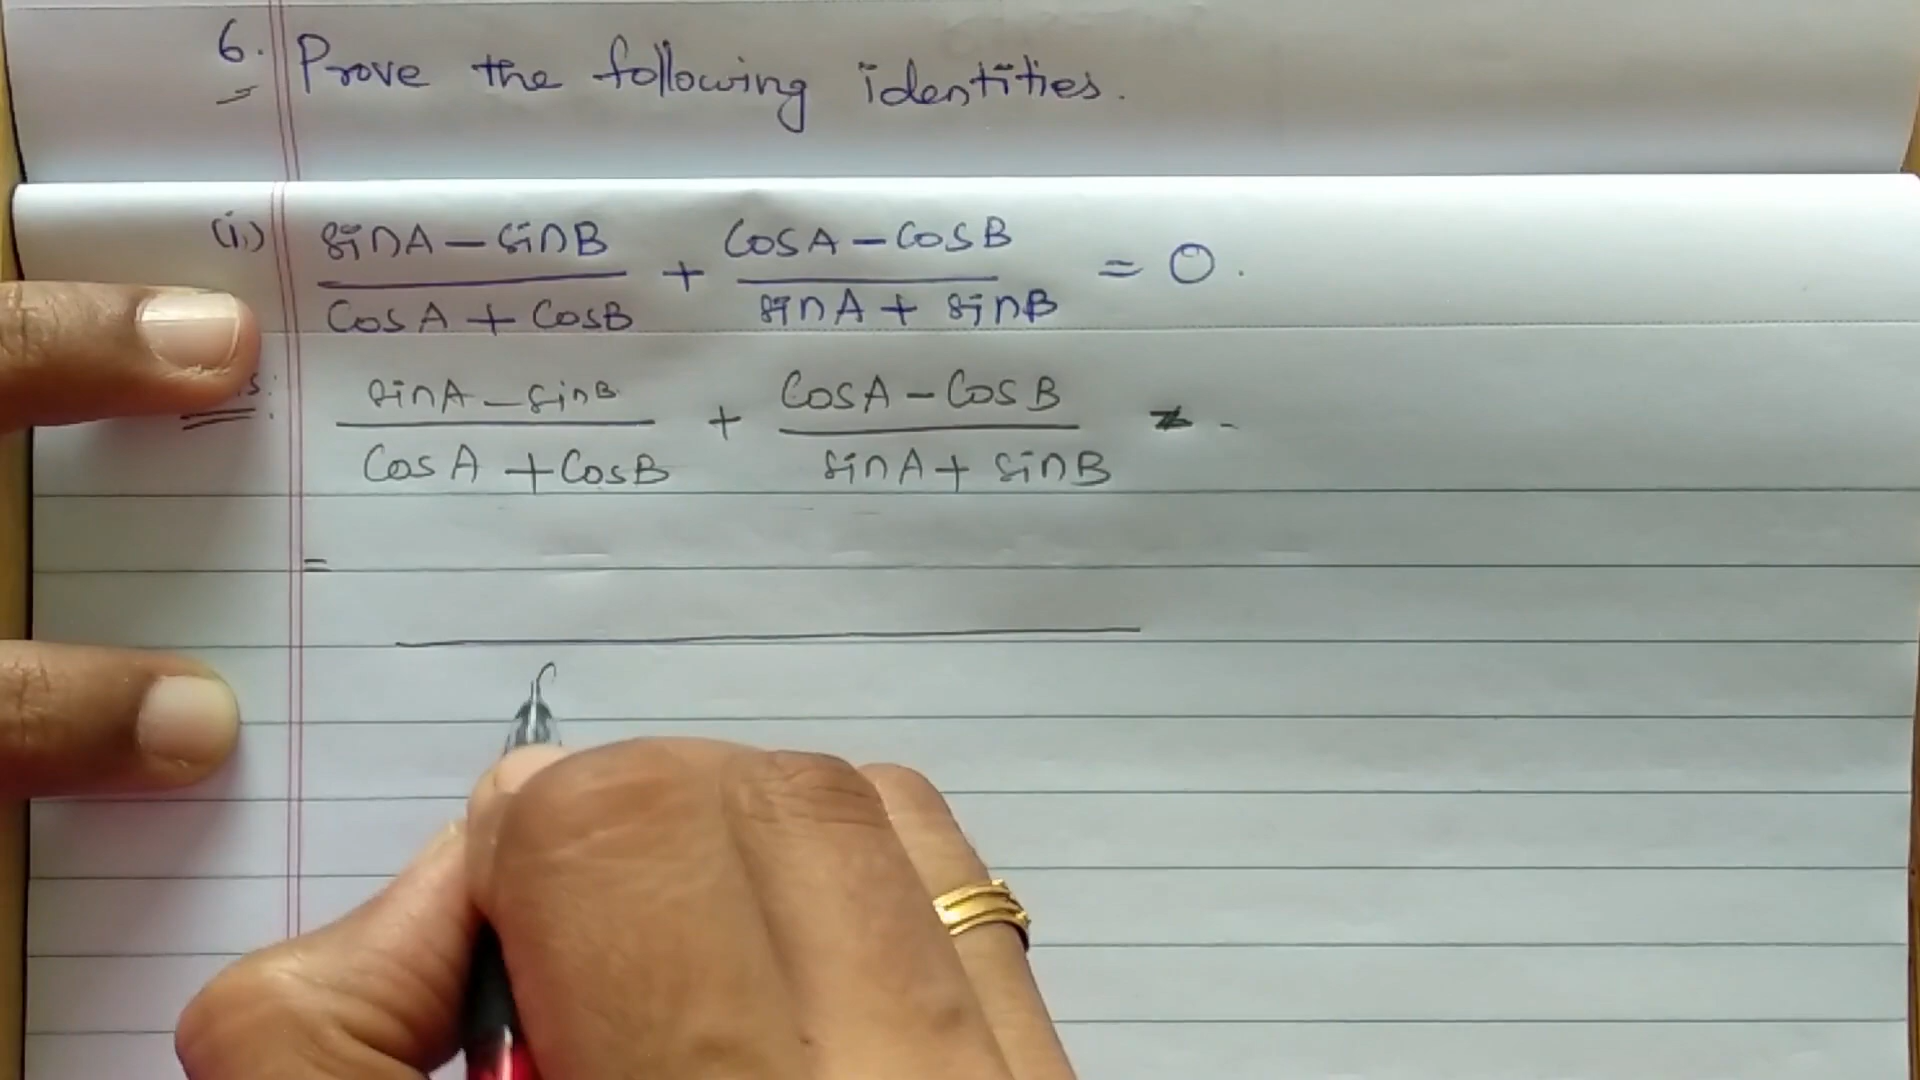 6. Prove the following identities.
(i.) sinA - sinB / cosA + cosB + cosA - cosB / sinA + sinB = 0.
sinA - sinB / cosA + cosB + cosA - cosB / sinA + sinB
=